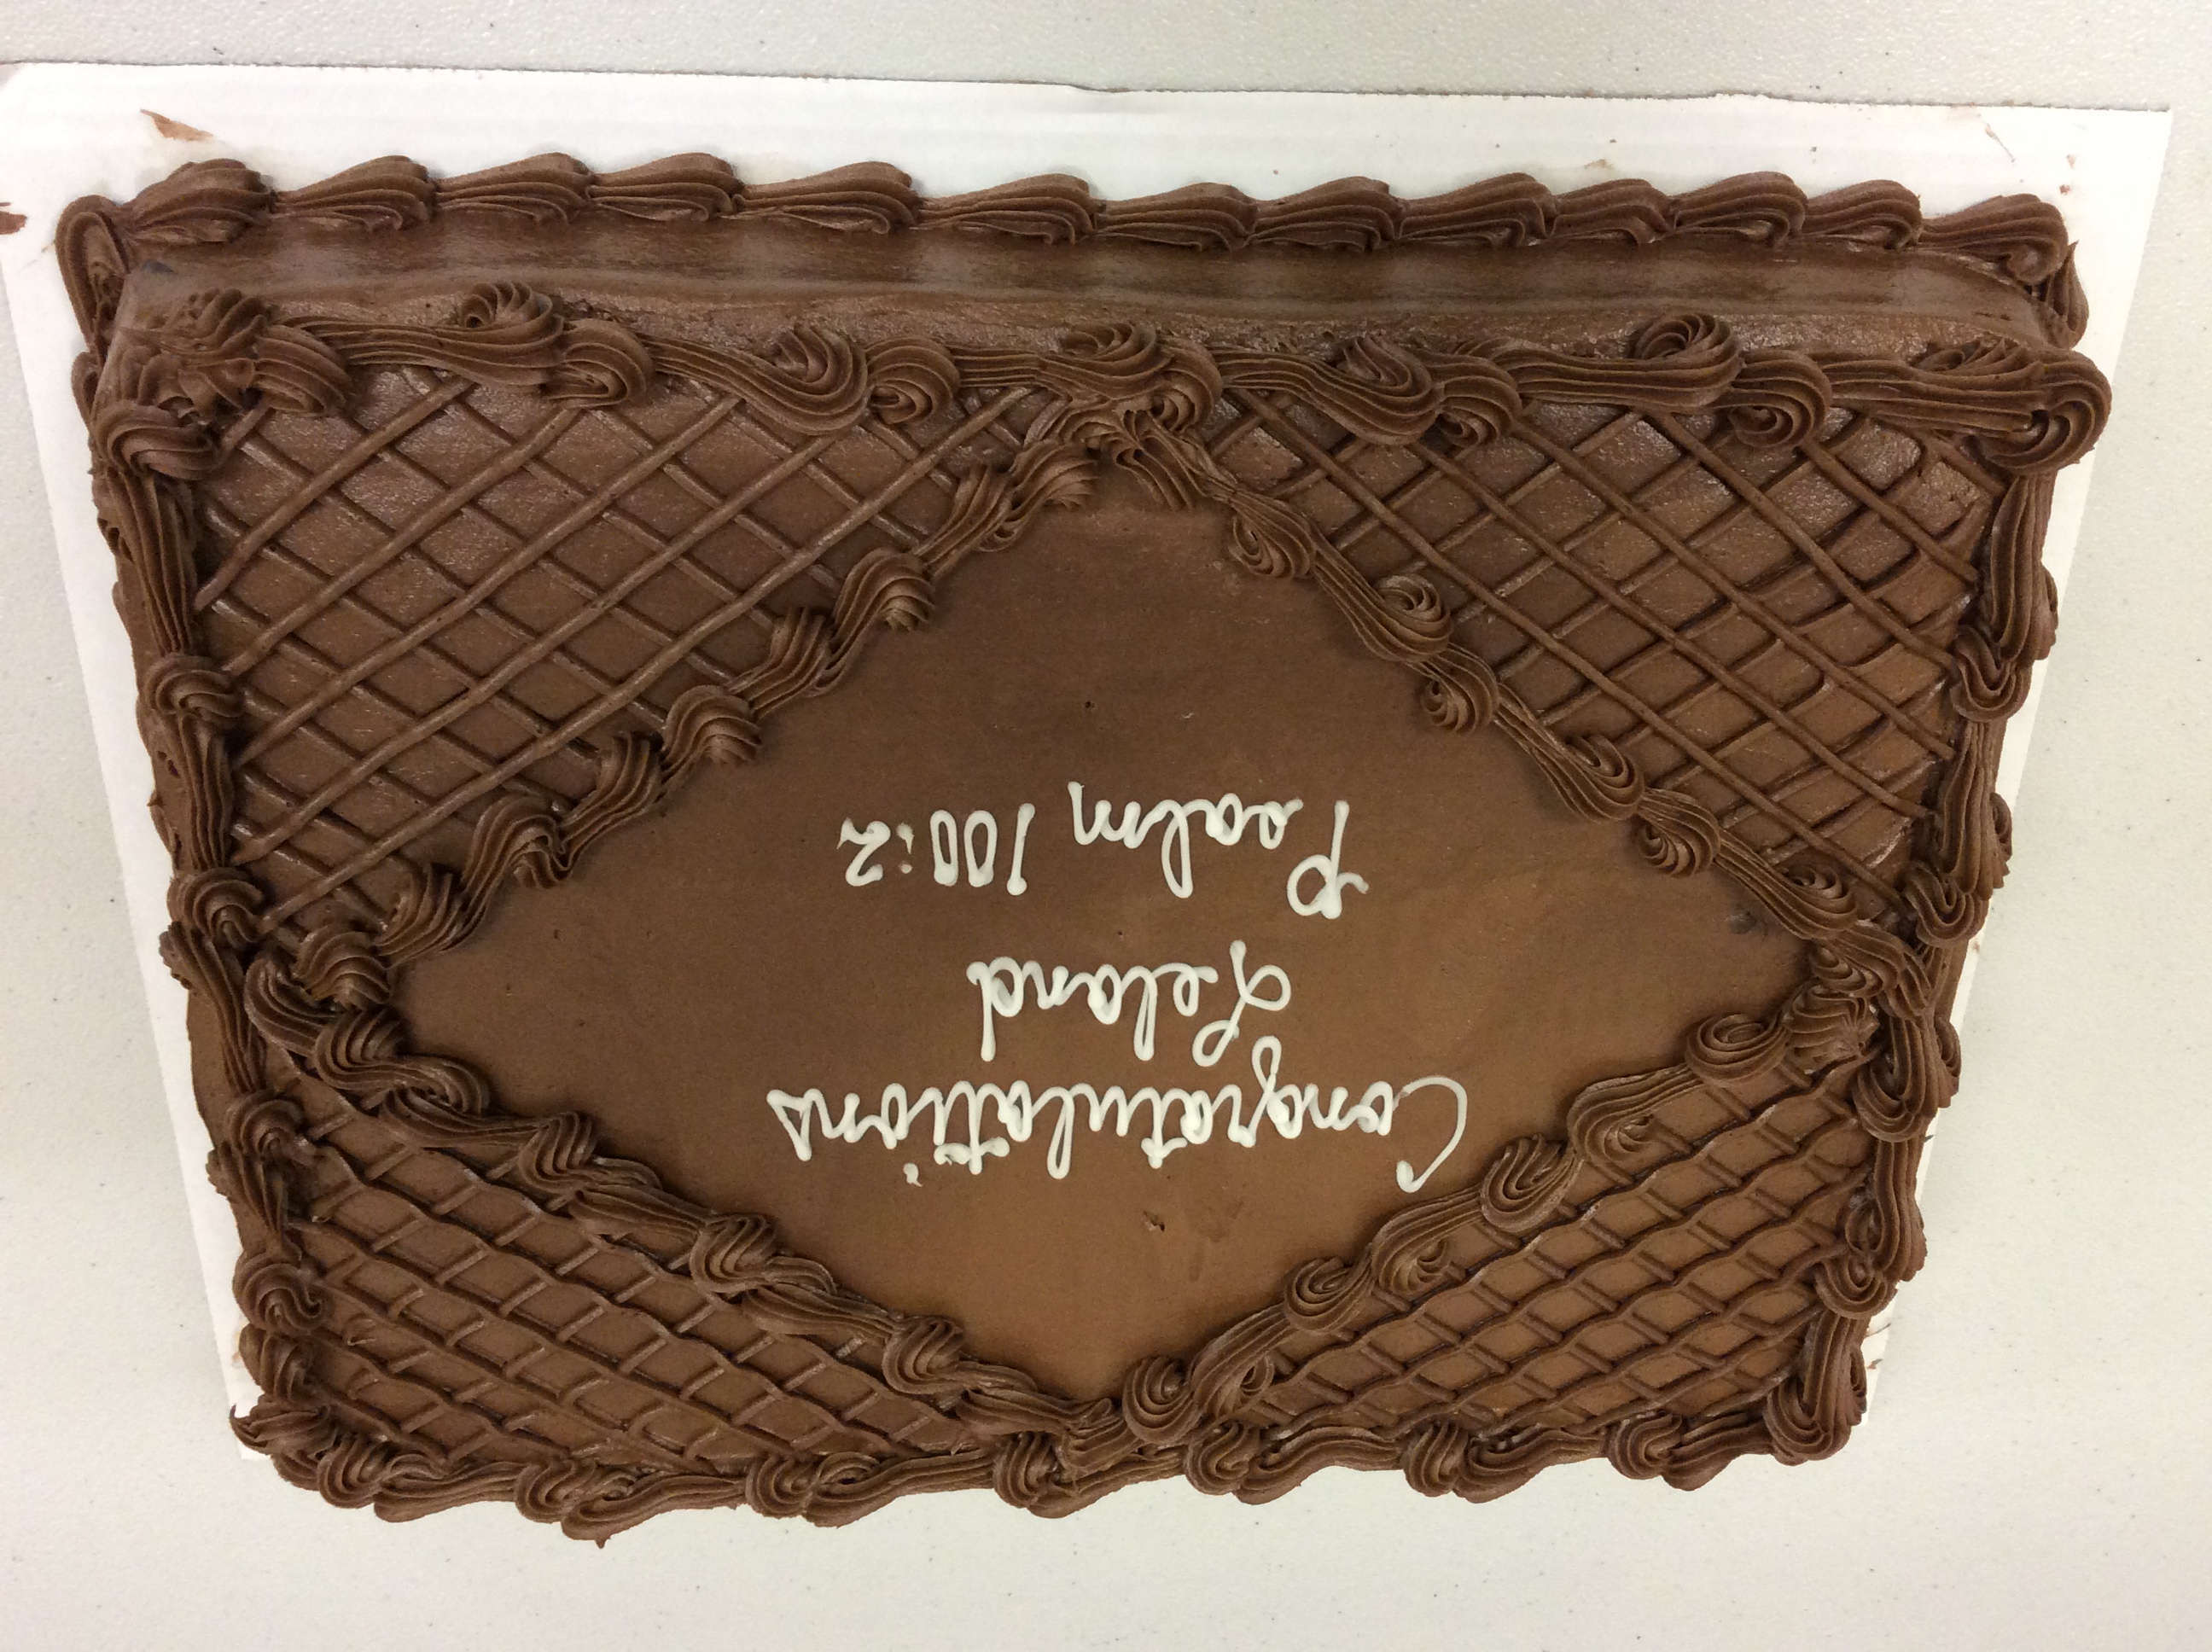 Congratulations
Leland
Psalm 100:2